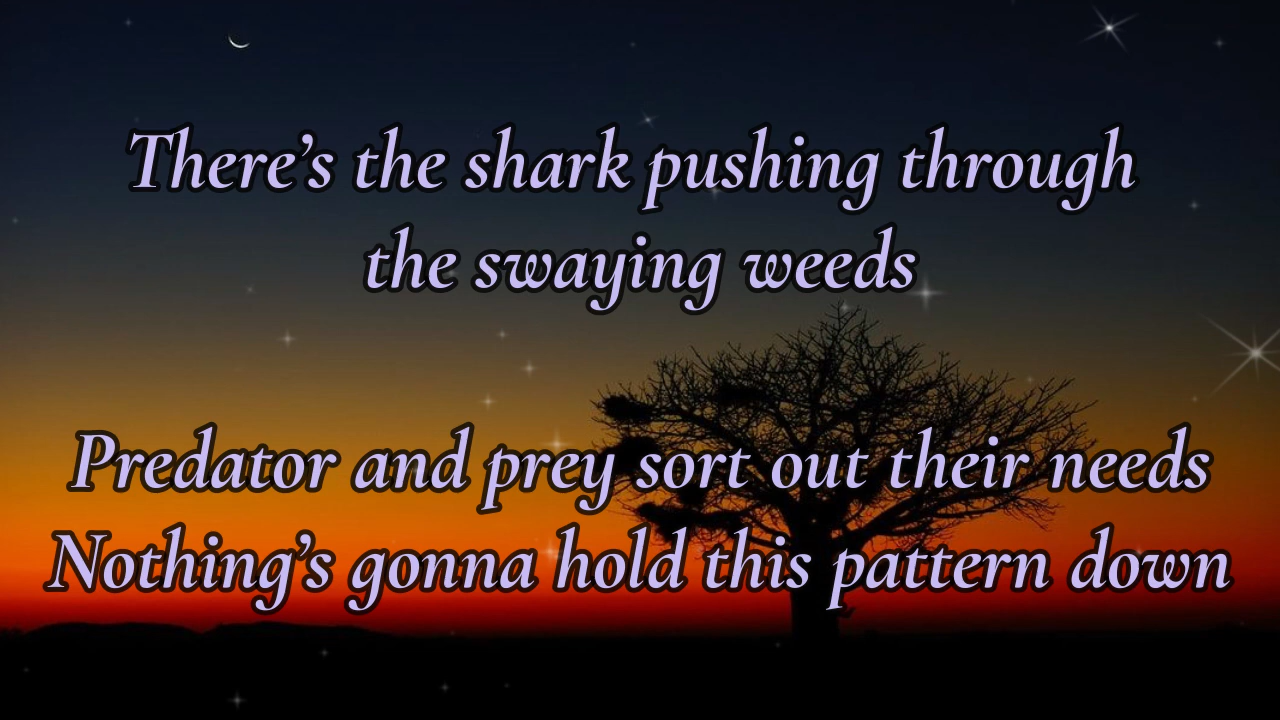 There’s the shark pushing through
the swaying weeds
Predator and prey sort out their needs
Nothing’s gonna hold this pattern down